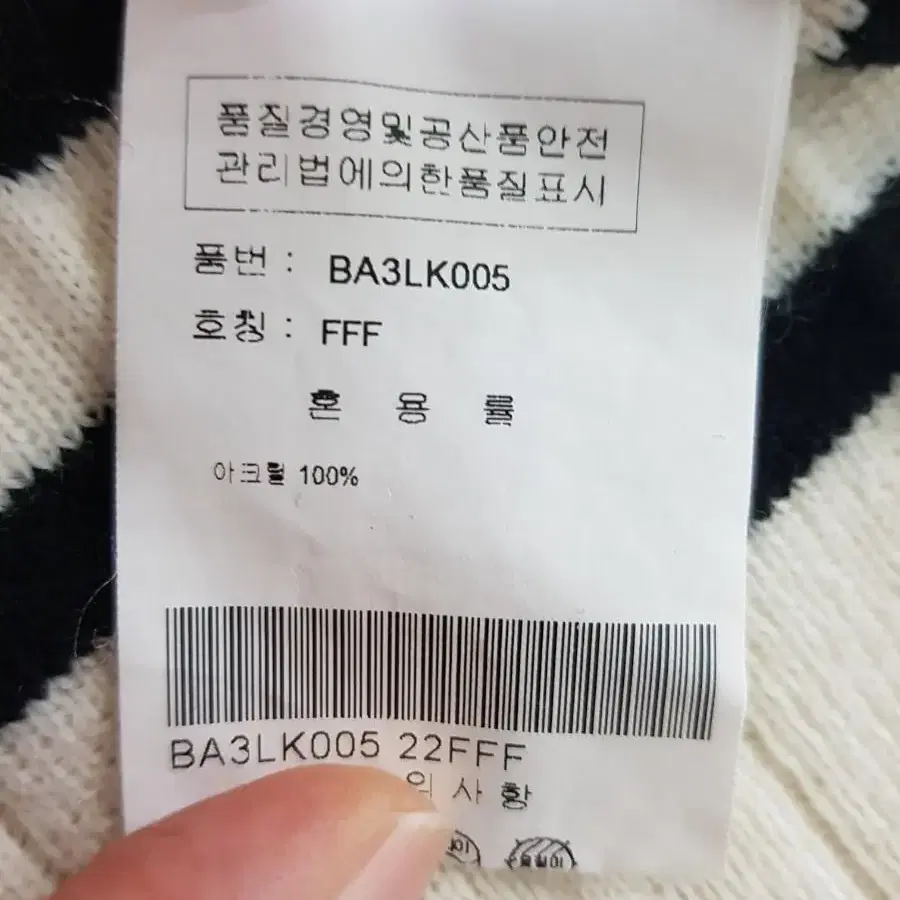 품질경영및공산품안전
관리법에의한품질표시
품번 : BA3LK005
호칭 : FFF
혼 용 률
아크릴 100%
BA3LK005 22FFF
의 사 항